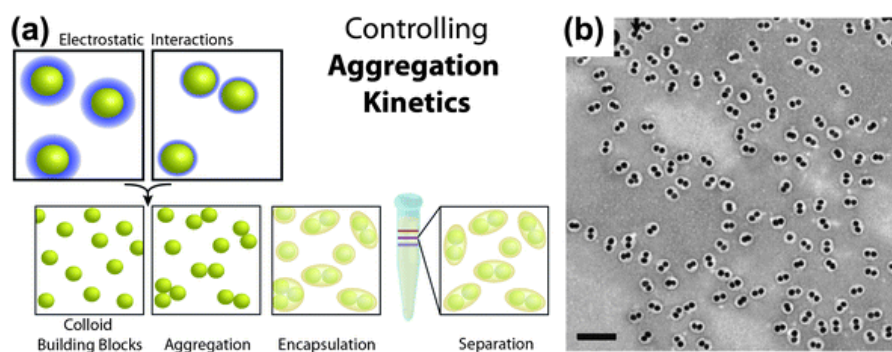 (a)
Electrostatic Interactions
Controlling
Aggregation
Kinetics
(b)
Colloid
Building Blocks
Aggregation
Encapsulation
Separation